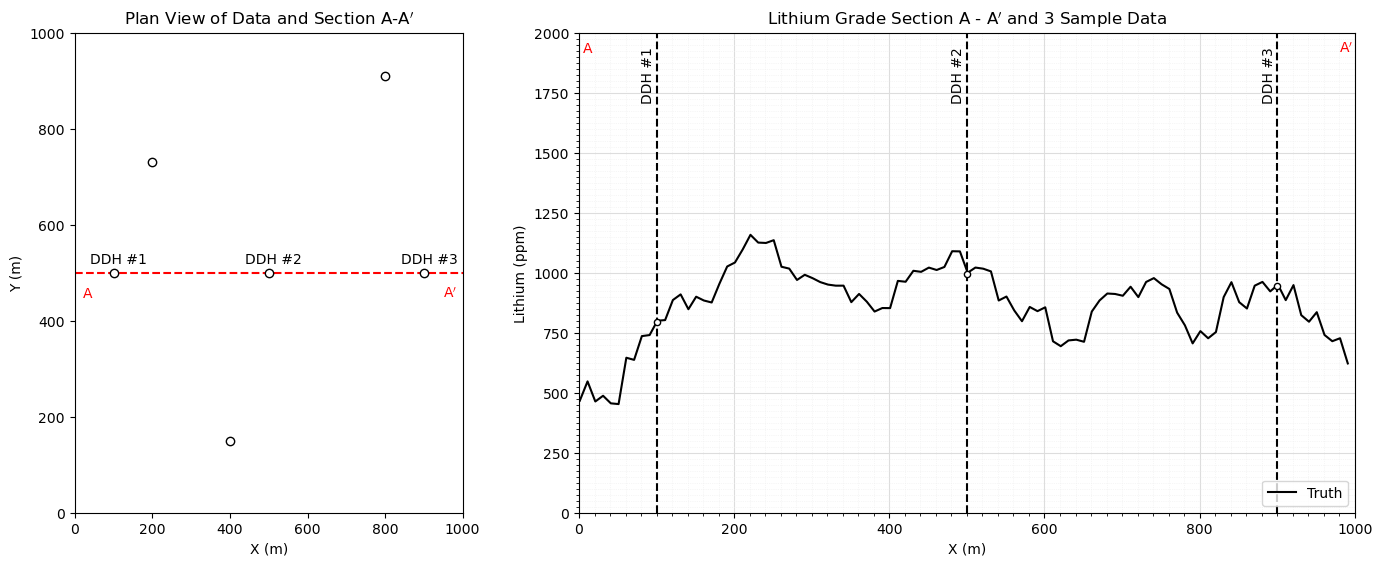 Plan View of Data and Section A-A′
1000
800
600
400
200
0
Y (m)
DDH #1
DDH #2
DDH #3
A
A′
0
200
400
600
800
1000
X (m)
Lithium Grade Section A - A′ and 3 Sample Data
2000
1750
1500
1250
1000
750
500
250
0
Lithium (ppm)
A
DDH #1
DDH #2
DDH #3
A′
Truth
0
200
400
600
800
1000
X (m)